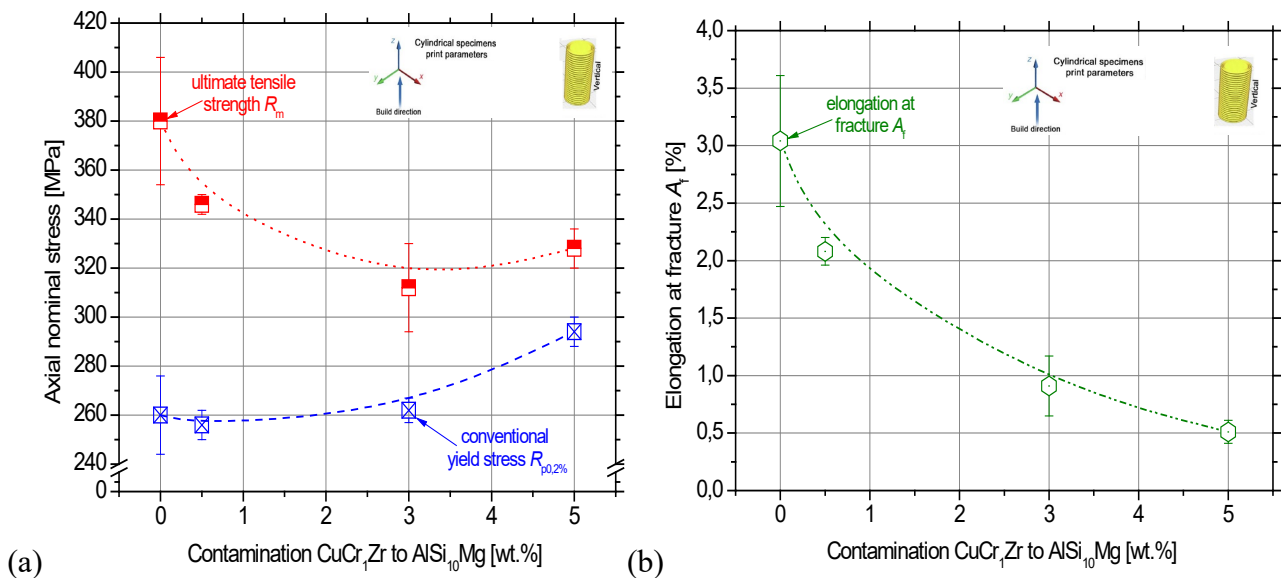 420
400
380
360
340
320
300
280
260
240
0
Axial nominal stress [MPa]
ultimate tensile
strength Rm
z
y
x
Build direction
Cylindrical specimens
print parameters
Vertical
conventional
yield stress Rp0,2%
0 1 2 3 4 5
(a)
Contamination CuCr1Zr to AlSi10Mg [wt.%]
4,0
3,5
3,0
2,5
2,0
1,5
1,0
0,5
0,0
Elongation at fracture Af [%]
elongation at
fracture Af
z
y
x
Build direction
Cylindrical specimens
print parameters
Vertical
0 1 2 3 4 5
(b)
Contamination CuCr1Zr to AlSi10Mg [wt.%]